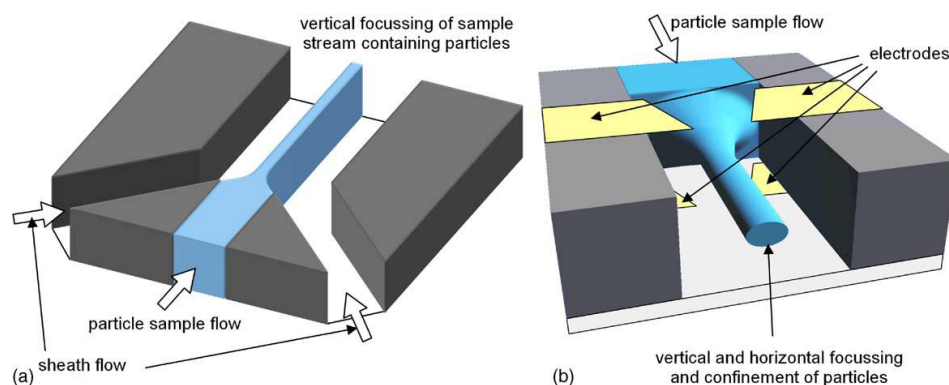 vertical focussing of sample
stream containing particles
particle sample flow
sheath flow
(a)
particle sample flow
electrodes
vertical and horizontal focussing
and confinement of particles
(b)